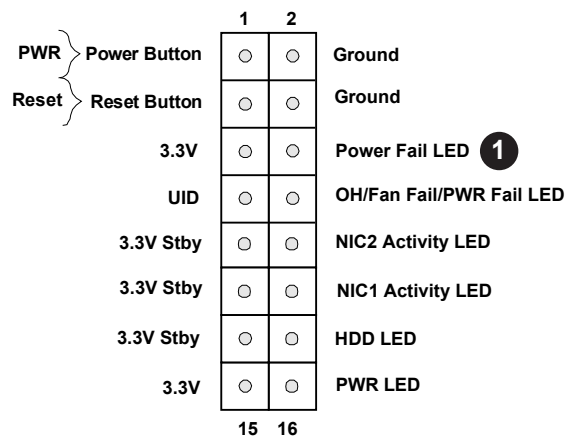 1 2
PWR Power Button Ground
Reset Reset Button Ground
3.3V Power Fail LED 1
UID OH/Fan Fail/PWR Fail LED
3.3V Stby NIC2 Activity LED
3.3V Stby NIC1 Activity LED
3.3V Stby HDD LED
3.3V PWR LED
15 16